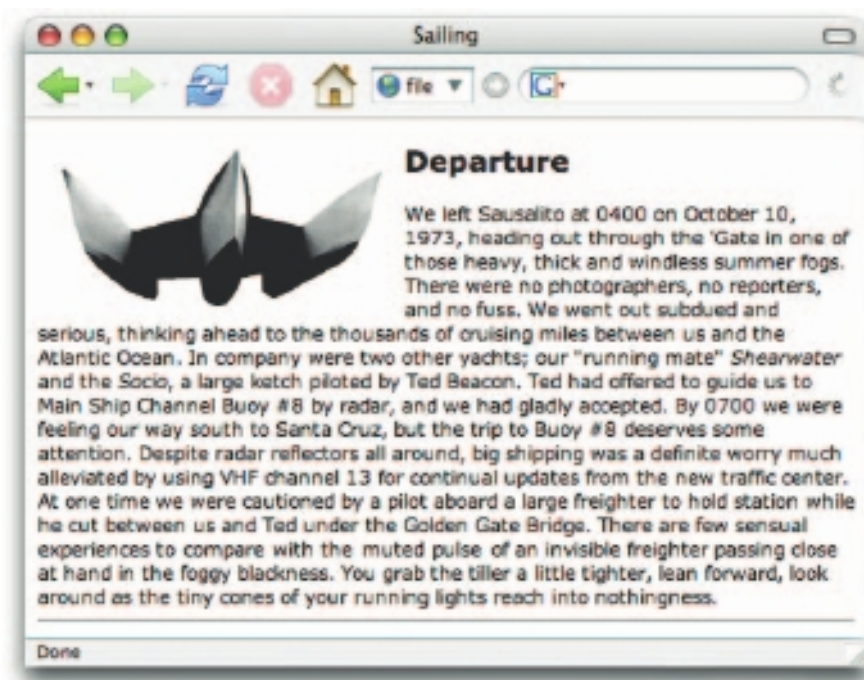 Sailing
file
G
Departure
We left Sausalito at 0400 on October 10,
1973, heading out through the 'Gate in one of
those heavy, thick and windless summer fogs.
There were no photographers, no reporters,
and no fuss. We went out subdued and
serious, thinking ahead to the thousands of cruising miles between us and the
Atlantic Ocean. In company were two other yachts; our "running mate" Shearwater
and the Socio, a large ketch piloted by Ted Beacon. Ted had offered to guide us to
Main Ship Channel Buoy #8 by radar, and we had gladly accepted. By 0700 we were
feeling our way south to Santa Cruz, but the trip to Buoy #8 deserves some
attention. Despite radar reflectors all around, big shipping was a definite worry much
alleviated by using VHF channel 13 for continual updates from the new traffic center.
At one time we were cautioned by a pilot aboard a large freighter to hold station while
he cut between us and Ted under the Golden Gate Bridge. There are few sensual
experiences to compare with the muted pulse of an invisible freighter passing close
at hand in the foggy blackness. You grab the tiller a little tighter, lean forward, look
around as the tiny cones of your running lights reach into nothingness.
Done